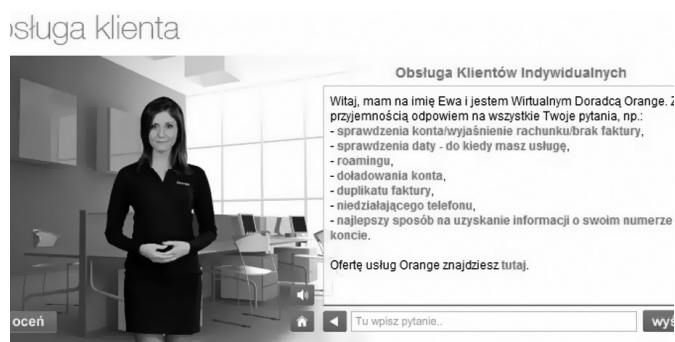 sługa klienta
Obsługa Klientów Indywidualnych
Witaj, mam na imię Ewa i jestem Wirtualnym Doradcą Orange. Z
przyjemnością odpowiem na wszystkie Twoje pytania, np.:
- sprawdzenia konta/wyjaśnienie rachunku/brak faktury,
- sprawdzenia daty - do kiedy masz usługę,
- roamingu,
- doładowania konta,
- duplikatu faktury,
- niedziałającego telefonu,
- najlepszy sposób na uzyskanie informacji o swoim numerze
koncie.
Ofertę usług Orange znajdziesz tutaj.
oceń
Tu wpisz pytanie..
wyś